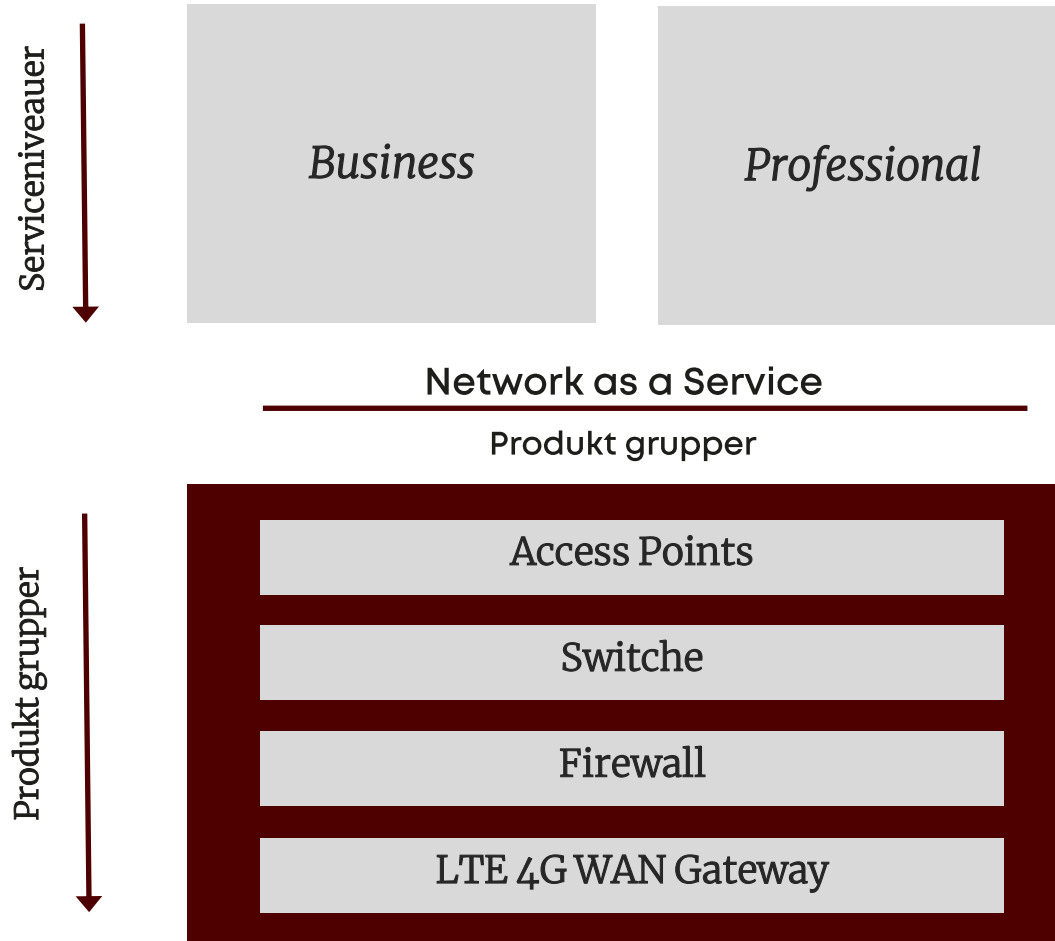 Serviceniveauer
Business
Professional
Network as a Service
Produkt grupper
Produkt grupper
Access Points
Switche
Firewall
LTE 4G WAN Gateway